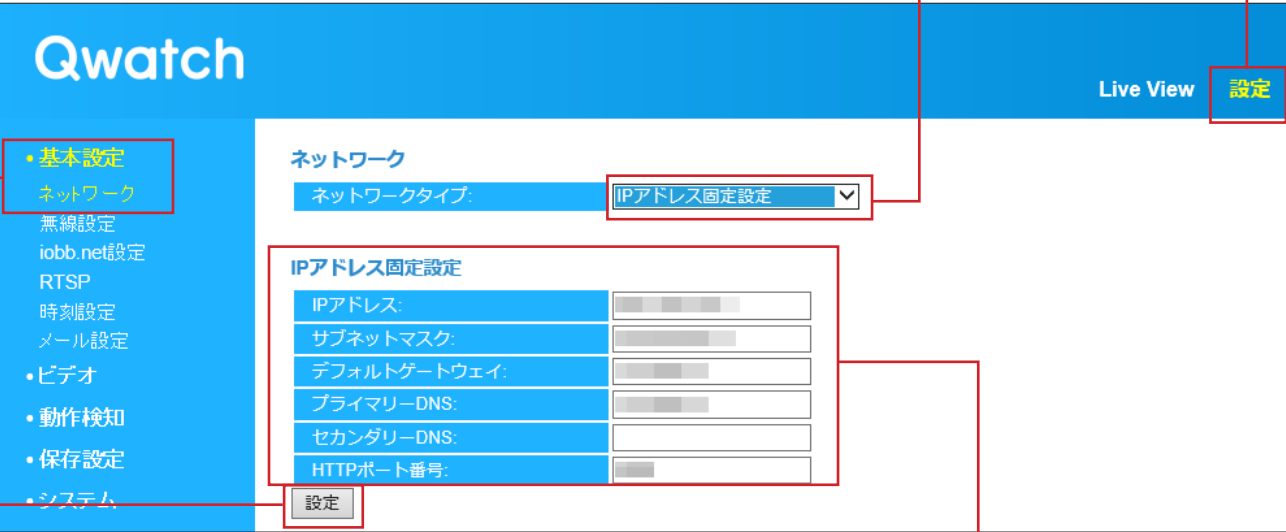 Qwatch
Live View
設定
・基本設定
ネットワーク
無線設定
iobb.net設定
RTSP
時刻設定
メール設定
・ビデオ
・動作検知
・保存設定
・システム
ネットワーク
ネットワークタイプ:
IPアドレス固定設定
IPアドレス固定設定
IPアドレス:
サブネットマスク:
デフォルトゲートウェイ:
プライマリーDNS:
セカンダリーDNS:
HTTPポート番号:
設定